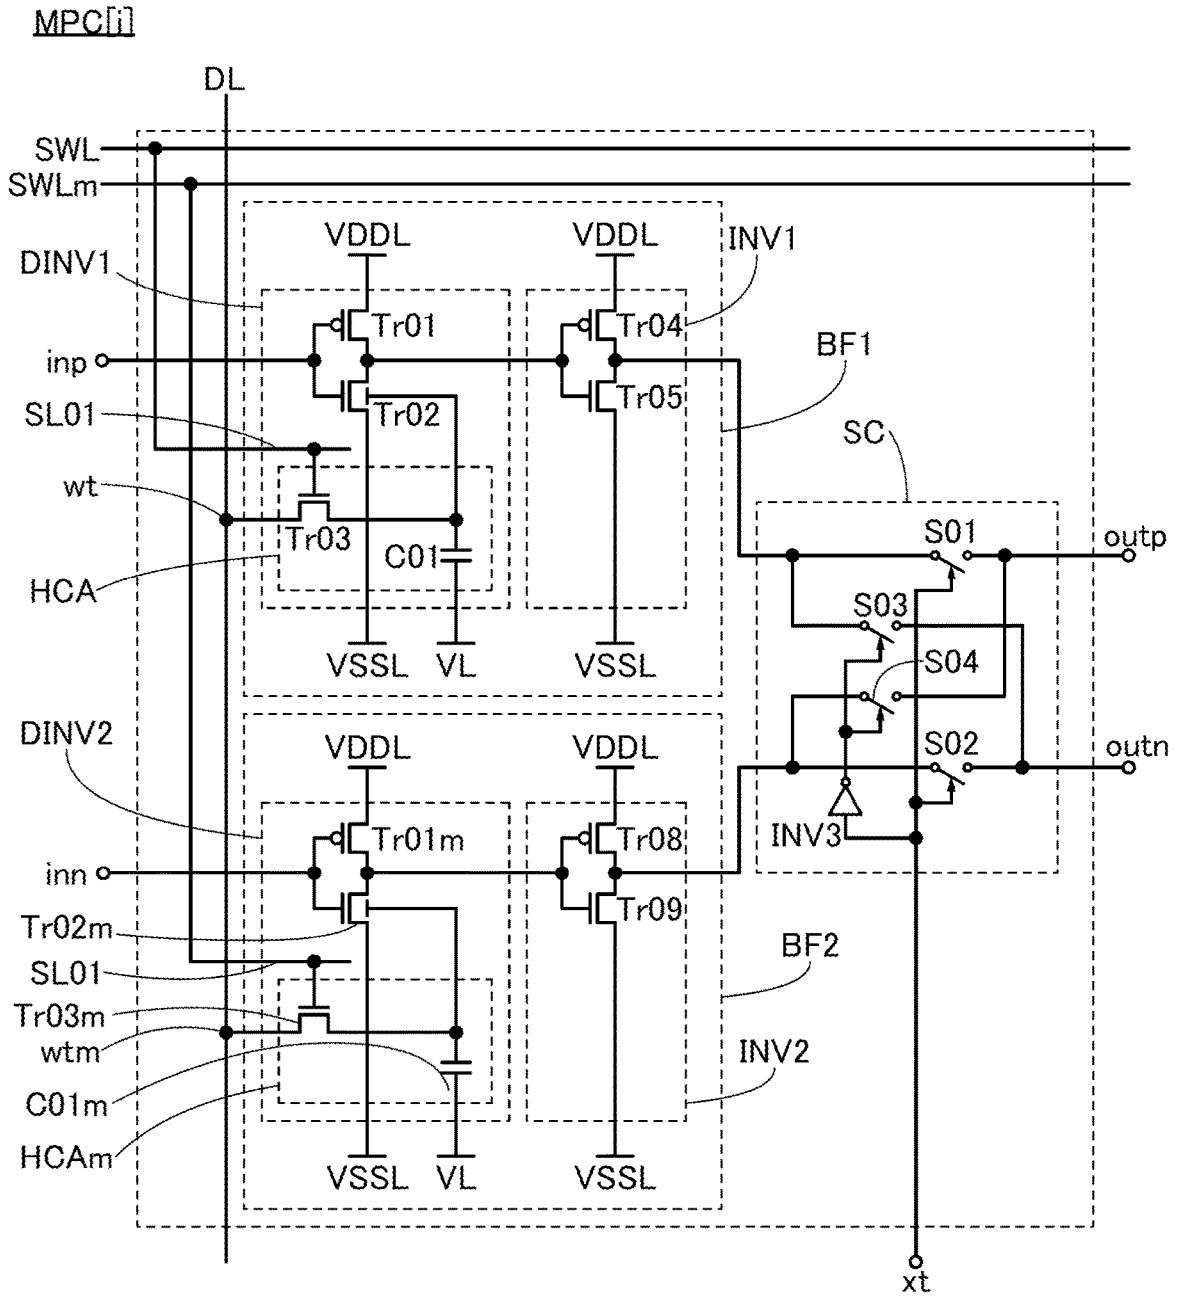 MPC[i]
DL
SWL
SWLm
VDDL
VDDL
INV1
DINV1
Tr01
Tr04
inp
BF1
SL01
Tr02
Tr05
SC
wt
Tr03
C01
S01
outp
HCA
S03
VSSL
VL
VSSL
S04
DINV2
VDDL
VDDL
S02
outn
Tr01m
Tr08
INV3
inn
Tr02m
Tr09
SL01
BF2
Tr03m
wtm
INV2
C01m
HCAm
VSSL
VL
VSSL
xt